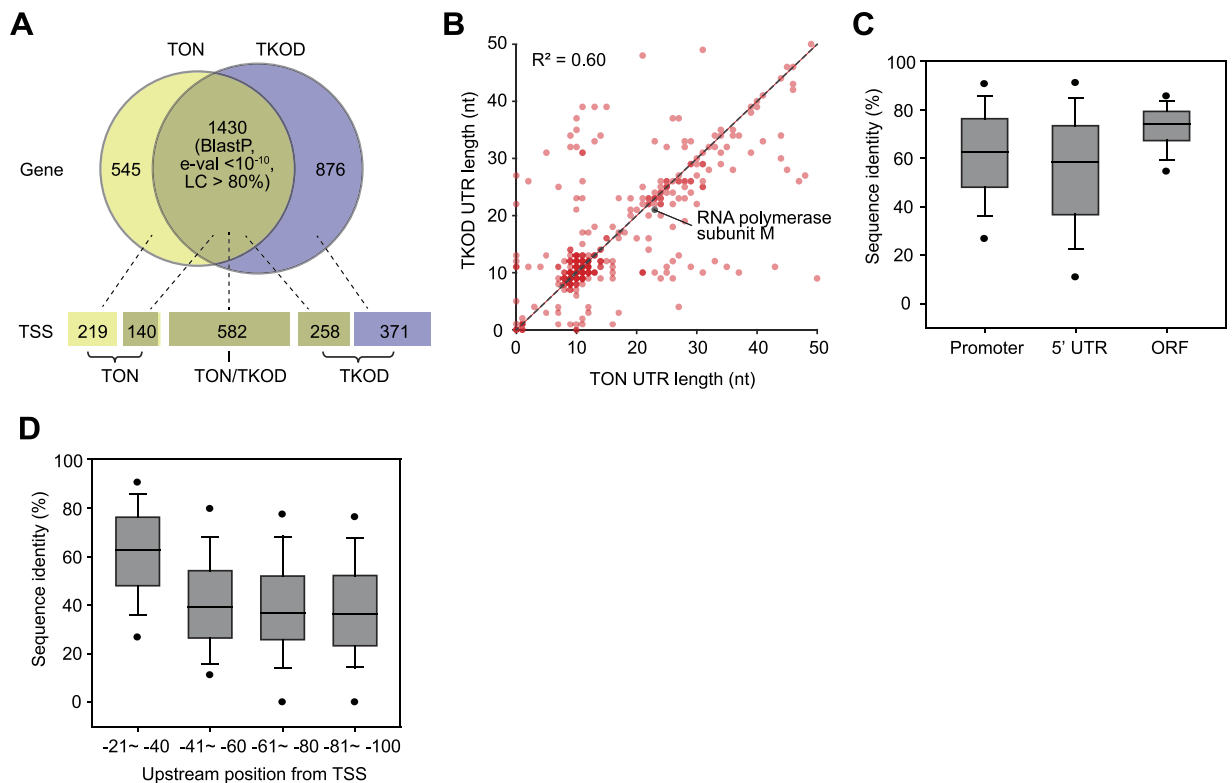 A
TON
TKOD
Gene
545
1430
(BlastP,
e-val <10-10,
LC > 80%)
876
TSS
219
140
582
258
371
TON
TON/TKOD
TKOD
B
TKOD UTR length (nt)
50
40
30
20
10
0
R² = 0.60
RNA polymerase
subunit M
0
10
20
30
40
50
TON UTR length (nt)
C
Sequence identity (%)
100
80
60
40
20
0
Promoter
5' UTR
ORF
D
Sequence identity (%)
100
80
60
40
20
0
-21~ -40
-41~ -60
-61~ -80
-81~ -100
Upstream position from TSS